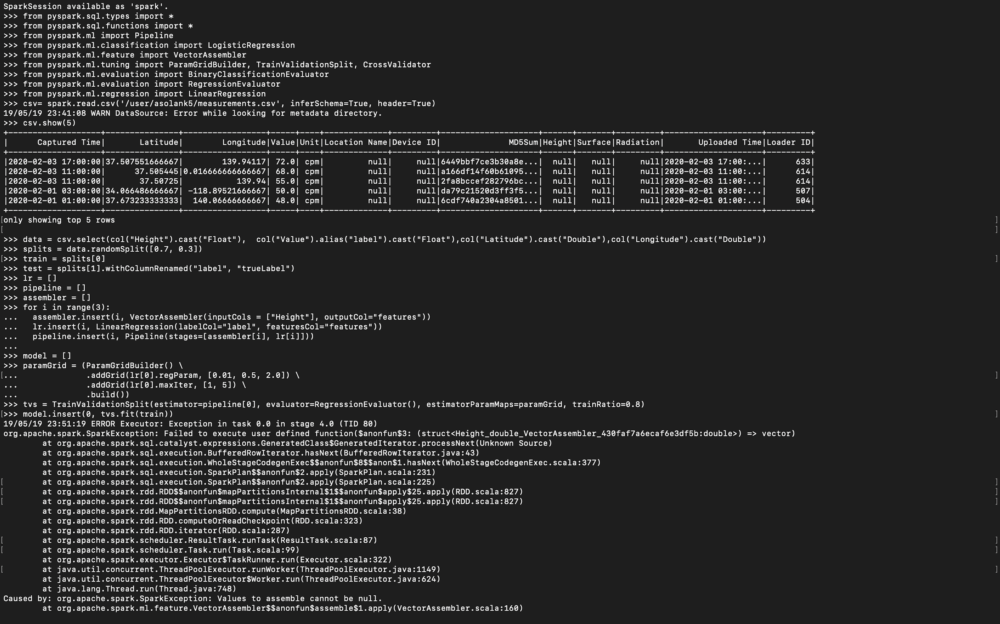 SparkSession available as 'spark'.
>>> from pyspark.sql.types import *
>>> from pyspark.sql.functions import *
>>> from pyspark.ml import Pipeline
>>> from pyspark.ml.classification import LogisticRegression
>>> from pyspark.ml.feature import VectorAssembler
>>> from pyspark.ml.tuning import ParamGridBuilder, TrainValidationSplit, CrossValidator
>>> from pyspark.ml.evaluation import BinaryClassificationEvaluator
>>> from pyspark.ml.evaluation import RegressionEvaluator
>>> from pyspark.ml.regression import LinearRegression
>>> csv= spark.read.csv('/user/asolank5/measurements.csv', inferSchema=True, header=True)
19/05/19 23:41:08 WARN DataSource: Error while looking for metadata directory.
>>> csv.show(5)
+-------------------+---------------+-----------------+-----+----+-------------+---------+--------------------+------+-------+---------+--------------------+---------+
|      Captured Time|       Latitude|        Longitude|Value|Unit|Location Name|Device ID|              MD5Sum|Height|Surface|Radiation|       Uploaded Time|Loader ID|
+-------------------+---------------+-----------------+-----+----+-------------+---------+--------------------+------+-------+---------+--------------------+---------+
|2020-02-03 17:00:00|37.507551666667|        139.94117| 72.0| cpm|         null|     null|6449bbf7ce3b30a8e...|  null|   null|     null|2020-02-03 17:00:...|      633|
|2020-02-03 11:00:00|      37.505445|0.016666666666667| 68.0| cpm|         null|     null|a166df14f60b61095...|  null|   null|     null|2020-02-03 11:00:...|      614|
|2020-02-03 11:00:00|       37.50725|           139.94| 55.0| cpm|         null|     null|2fa8bccef282796bc...|  null|   null|     null|2020-02-03 11:00:...|      614|
|2020-02-01 03:00:00|34.066486666667| -118.89521666667| 50.0| cpm|         null|     null|da79c21520d3ff3f5...|  null|   null|     null|2020-02-01 03:00:...|      507|
|2020-02-01 01:00:00|37.673233333333|  140.06666666667| 48.0| cpm|         null|     null|6cdf740a2304a8501...|  null|   null|     null|2020-02-01 01:00:...|      504|
+-------------------+---------------+-----------------+-----+----+-------------+---------+--------------------+------+-------+---------+--------------------+---------+
[only showing top 5 rows ]
[ ]
>>> data = csv.select(col("Height").cast("Float"),  col("Value").alias("label").cast("Float"),col("Latitude").cast("Double"),col("Longitude").cast("Double"))
>>> splits = data.randomSplit([0.7, 0.3])
[>>> train = splits[0] ]
>>> test = splits[1].withColumnRenamed("label", "trueLabel")
>>> lr = []
>>> pipeline = []
>>> assembler = []
>>> for i in range(3):
...   assembler.insert(i, VectorAssembler(inputCols = ["Height"], outputCol="features"))
...   lr.insert(i, LinearRegression(labelCol="label", featuresCol="features"))
...   pipeline.insert(i, Pipeline(stages=[assembler[i], lr[i]]))
...
>>> model = []
>>> paramGrid = (ParamGridBuilder() \
[...              .addGrid(lr[0].regParam, [0.01, 0.5, 2.0]) \ ]
...              .addGrid(lr[0].maxIter, [1, 5]) \
...              .build())
>>> tvs = TrainValidationSplit(estimator=pipeline[0], evaluator=RegressionEvaluator(), estimatorParamMaps=paramGrid, trainRatio=0.8)
[>>> model.insert(0, tvs.fit(train)) ]
19/05/19 23:51:19 ERROR Executor: Exception in task 0.0 in stage 4.0 (TID 80)
org.apache.spark.SparkException: Failed to execute user defined function($anonfun$3: (struct<Height_double_VectorAssembler_430faf7a6ecaf6e3df5b:double>) => vector)
        at org.apache.spark.sql.catalyst.expressions.GeneratedClass$GeneratedIterator.processNext(Unknown Source)
        at org.apache.spark.sql.execution.BufferedRowIterator.hasNext(BufferedRowIterator.java:43)
        at org.apache.spark.sql.execution.WholeStageCodegenExec$$anonfun$8$$anon$1.hasNext(WholeStageCodegenExec.scala:377)
        at org.apache.spark.sql.execution.SparkPlan$$anonfun$2.apply(SparkPlan.scala:231)
[       at org.apache.spark.sql.execution.SparkPlan$$anonfun$2.apply(SparkPlan.scala:225) ]
[       at org.apache.spark.rdd.RDD$$anonfun$mapPartitionsInternal$1$$anonfun$apply$25.apply(RDD.scala:827) ]
[       at org.apache.spark.rdd.RDD$$anonfun$mapPartitionsInternal$1$$anonfun$apply$25.apply(RDD.scala:827) ]
        at org.apache.spark.rdd.MapPartitionsRDD.compute(MapPartitionsRDD.scala:38)
        at org.apache.spark.rdd.RDD.computeOrReadCheckpoint(RDD.scala:323)
        at org.apache.spark.rdd.RDD.iterator(RDD.scala:287)
[       at org.apache.spark.scheduler.ResultTask.runTask(ResultTask.scala:87) ]
[       at org.apache.spark.scheduler.Task.run(Task.scala:99) ]
        at org.apache.spark.executor.Executor$TaskRunner.run(Executor.scala:322)
[       at java.util.concurrent.ThreadPoolExecutor.runWorker(ThreadPoolExecutor.java:1149) ]
        at java.util.concurrent.ThreadPoolExecutor$Worker.run(ThreadPoolExecutor.java:624)
        at java.lang.Thread.run(Thread.java:748)
Caused by: org.apache.spark.SparkException: Values to assemble cannot be null.
        at org.apache.spark.ml.feature.VectorAssembler$$anonfun$assemble$1.apply(VectorAssembler.scala:160)